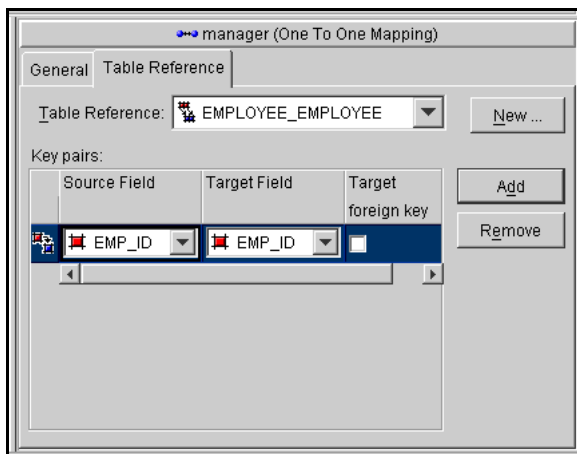 manager (One To One Mapping)
General Table Reference
Table Reference: EMPLOYEE_EMPLOYEE New ...
Key pairs:
Source Field Target Field Target foreign key Add
EMP_ID EMP_ID Remove